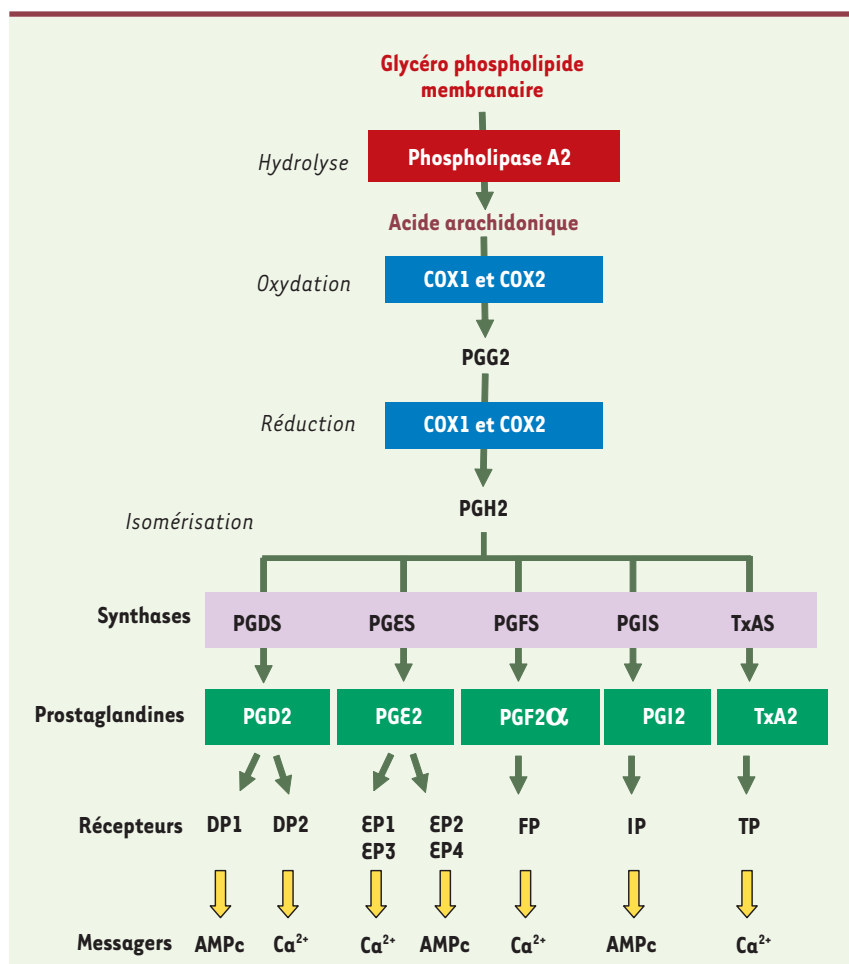 Glycéro phospholipide
membranaire
Hydrolyse Phospholipase A2
Acide arachidonique
Oxydation COX1 et COX2
PGG2
Réduction COX1 et COX2
PGH2
Isomérisation
Synthases PGDS PGES PGFS PGIS TxAS
Prostaglandines PGD2 PGE2 PGF2α PGI2 TxA2
Récepteurs DP1 DP2 EP1 EP2 FP IP TP
EP3 EP4
Messagers AMPc Ca²⁺ Ca²⁺ AMPc Ca²⁺ AMPc Ca²⁺